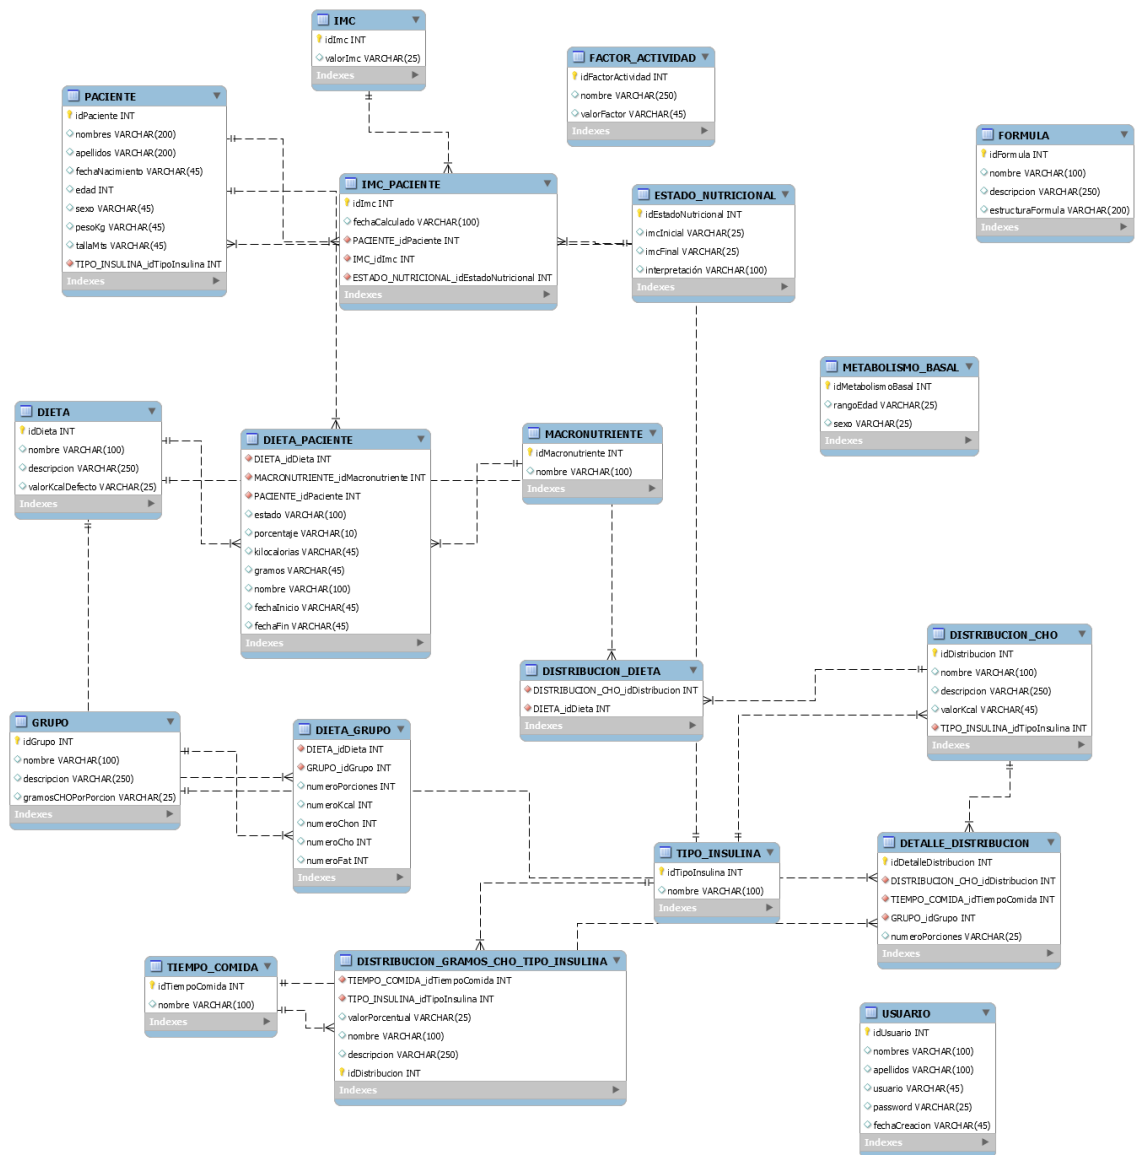 IMC
idImc INT
valorImc VARCHAR(25)
Indexes
FACTOR_ACTIVIDAD
idFactorActividad INT
nombre VARCHAR(250)
valorFactor VARCHAR(45)
Indexes
PACIENTE
idPaciente INT
nombres VARCHAR(200)
apellidos VARCHAR(200)
fechaNacimiento VARCHAR(45)
edad INT
sexo VARCHAR(45)
pesoKg VARCHAR(45)
tallaMts VARCHAR(45)
TIPO_INSULINA_idTipoInsulina INT
Indexes
FORMULA
idFormula INT
nombre VARCHAR(100)
descripcion VARCHAR(250)
estructuraFormula VARCHAR(200)
Indexes
IMC_PACIENTE
idImc INT
fechaCalculado VARCHAR(100)
PACIENTE_idPaciente INT
IMC_idImc INT
ESTADO_NUTRICIONAL_idEstadoNutricional INT
Indexes
ESTADO_NUTRICIONAL
idEstadoNutricional INT
imcInicial VARCHAR(25)
imcFinal VARCHAR(25)
interpretación VARCHAR(100)
Indexes
METABOLISMO_BASAL
idMetabolismoBasal INT
rangoEdad VARCHAR(25)
sexo VARCHAR(25)
Indexes
DIETA
idDieta INT
nombre VARCHAR(100)
descripcion VARCHAR(250)
valorKcalDefecto VARCHAR(25)
Indexes
DIETA_PACIENTE
DIETA_idDieta INT
MACRONUTRIENTE_idMacronutriente INT
PACIENTE_idPaciente INT
estado VARCHAR(100)
porcentaje VARCHAR(10)
kilocalorias VARCHAR(45)
gramos VARCHAR(45)
nombre VARCHAR(100)
fechaInicio VARCHAR(45)
fechaFin VARCHAR(45)
Indexes
MACRONUTRIENTE
idMacronutriente INT
nombre VARCHAR(100)
Indexes
DISTRIBUCION_CHO
idDistribucion INT
nombre VARCHAR(100)
descripcion VARCHAR(250)
valorKcal VARCHAR(45)
TIPO_INSULINA_idTipoInsulina INT
Indexes
DISTRIBUCION_DIETA
DISTRIBUCION_CHO_idDistribucion INT
DIETA_idDieta INT
Indexes
GRUPO
idGrupo INT
nombre VARCHAR(100)
descripcion VARCHAR(250)
gramosCHOPorPorcion VARCHAR(25)
Indexes
DIETA_GRUPO
DIETA_idDieta INT
GRUPO_idGrupo INT
numeroPorciones INT
numeroKcal INT
numeroChon INT
numeroCho INT
numeroFat INT
Indexes
TIPO_INSULINA
idTipoInsulina INT
nombre VARCHAR(100)
Indexes
DETALLE_DISTRIBUCION
idDetalleDistribucion INT
DISTRIBUCION_CHO_idDistribucion INT
TIEMPO_COMIDA_idTiempoComida INT
GRUPO_idGrupo INT
numeroPorciones VARCHAR(25)
Indexes
TIEMPO_COMIDA
idTiempoComida INT
nombre VARCHAR(100)
Indexes
DISTRIBUCION_GRAMOS_CHO_TIPO_INSULINA
TIEMPO_COMIDA_idTiempoComida INT
TIPO_INSULINA_idTipoInsulina INT
valorPorcentual VARCHAR(25)
nombre VARCHAR(100)
descripcion VARCHAR(250)
idDistribucion INT
Indexes
USUARIO
idUsuario INT
nombres VARCHAR(100)
apellidos VARCHAR(100)
usuario VARCHAR(45)
password VARCHAR(25)
fechaCreacion VARCHAR(45)
Indexes